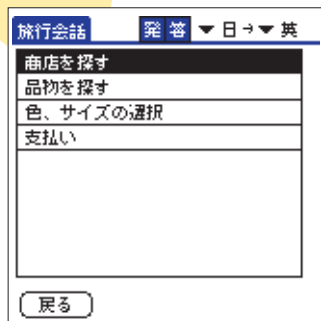 旅行会話 発 答 ▼ 日→▼ 英
商店を探す
品物を探す
色、サイズの選択
支払い
戻る